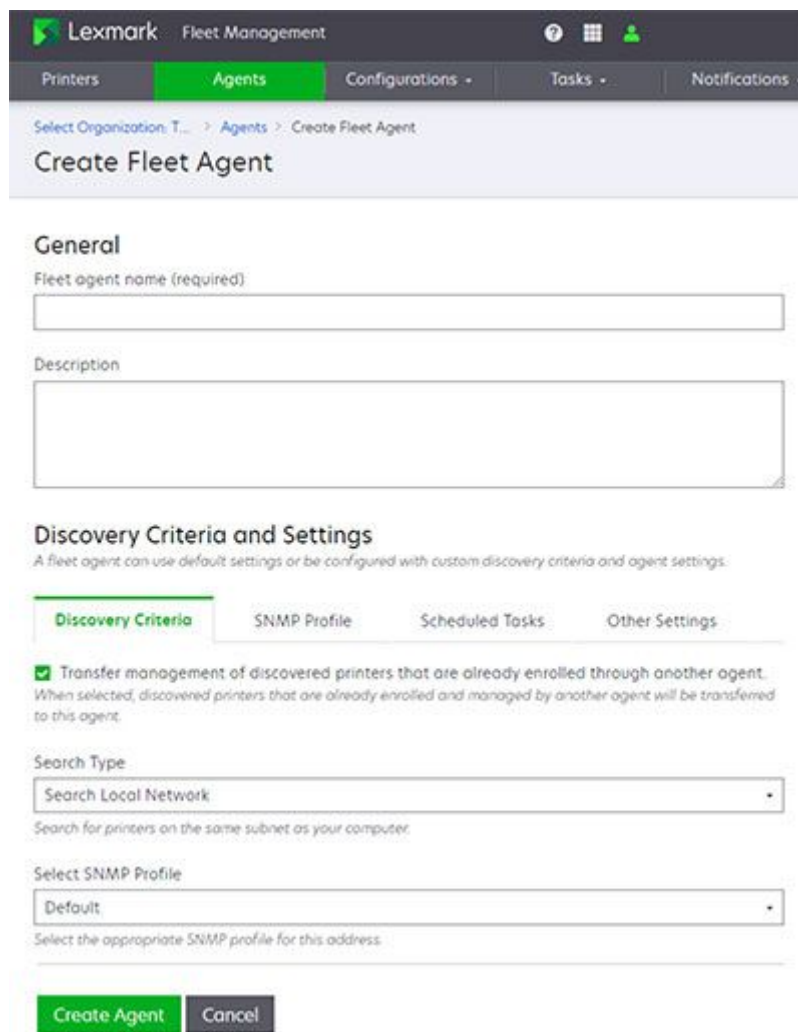 Lexmark Fleet Management
Printers Agents Configurations Tasks Notifications
Select Organization: T... > Agents > Create Fleet Agent
Create Fleet Agent
General
Fleet agent name (required)
Description
Discovery Criteria and Settings
A fleet agent can use default settings or be configured with custom discovery criteria and agent settings.
Discovery Criteria SNMP Profile Scheduled Tasks Other Settings
Transfer management of discovered printers that are already enrolled through another agent.
When selected, discovered printers that are already enrolled and managed by another agent will be transferred
to this agent.
Search Type
Search Local Network
Search for printers on the same subnet as your computer.
Select SNMP Profile
Default
Select the appropriate SNMP profile for this address.
Create Agent Cancel